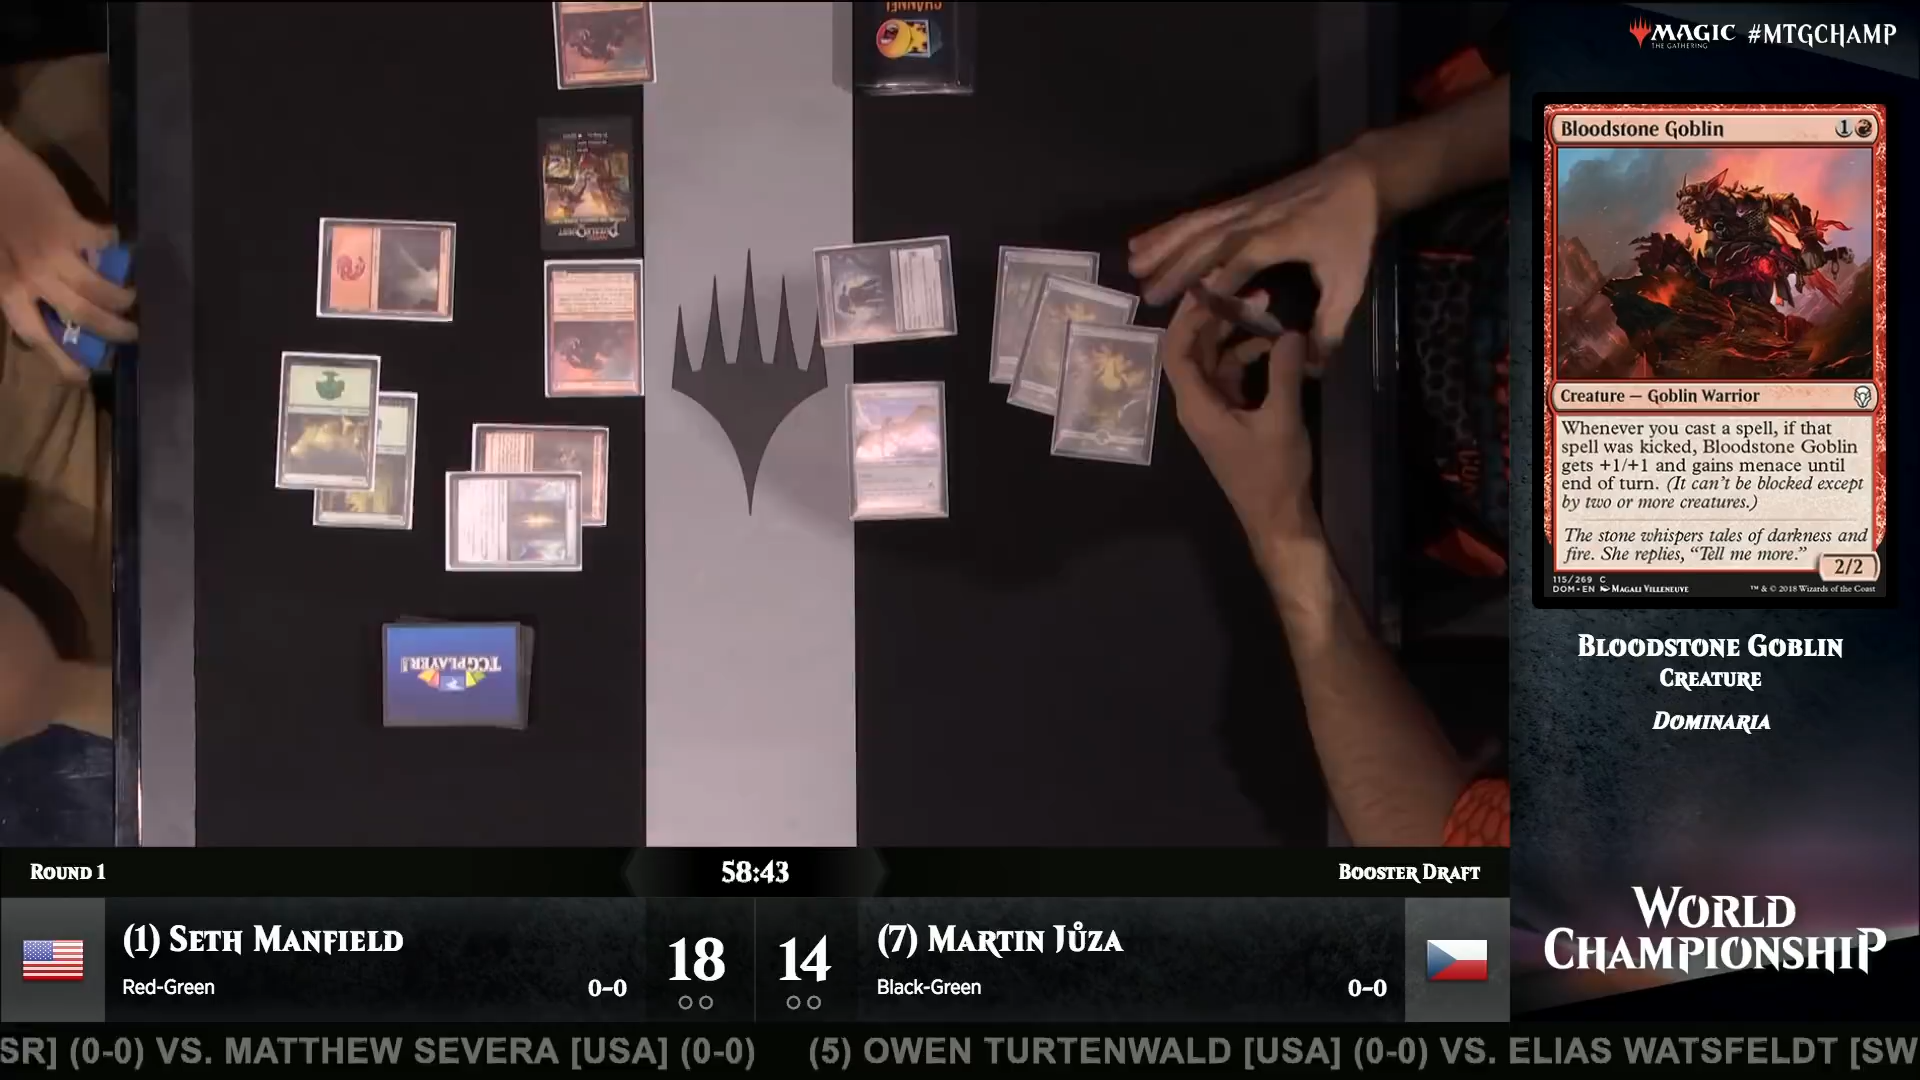 MAGIC
THE GATHERING
#MTGCHAMP
CHANNEL
Bloodstone Goblin 1
Creature — Goblin Warrior
Whenever you cast a spell, if that
spell was kicked, Bloodstone Goblin
gets +1/+1 and gains menace until
end of turn. (It can't be blocked except
by two or more creatures.)
The stone whispers tales of darkness and
fire. She replies, "Tell me more."
2/2
115/269 C
DOM • EN MAGALI VILLENEUVE
™ & © 2018 Wizards of the Coast
BLOODSTONE GOBLIN
CREATURE
DOMINARIA
TCGPLAYER
ROUND 1
58:43
BOOSTER DRAFT
(1) SETH MANFIELD
Red-Green
0-0
18
14
(7) MARTIN JŮZA
Black-Green
0-0
WORLD
CHAMPIONSHIP
SR] (0-0) VS. MATTHEW SEVERA [USA] (0-0) (5) OWEN TURTENWALD [USA] (0-0) VS. ELIAS WATSFELDT [SW